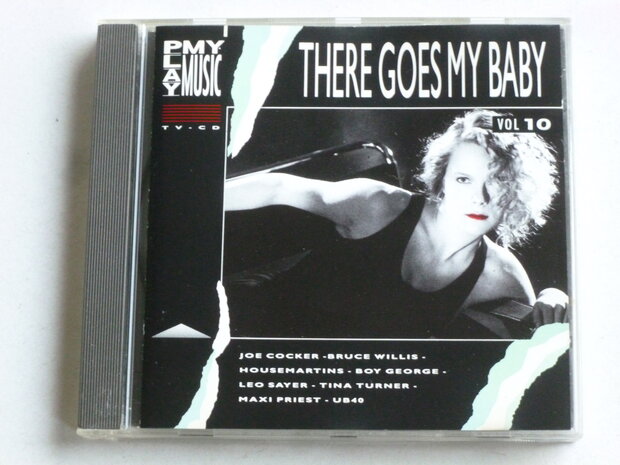 PLAY MY MUSIC
TV-CD
THERE GOES MY BABY
VOL 10
JOE COCKER -BRUCE WILLIS -
HOUSEMARTINS - BOY GEORGE -
LEO SAYER - TINA TURNER -
MAXI PRIEST - UB40